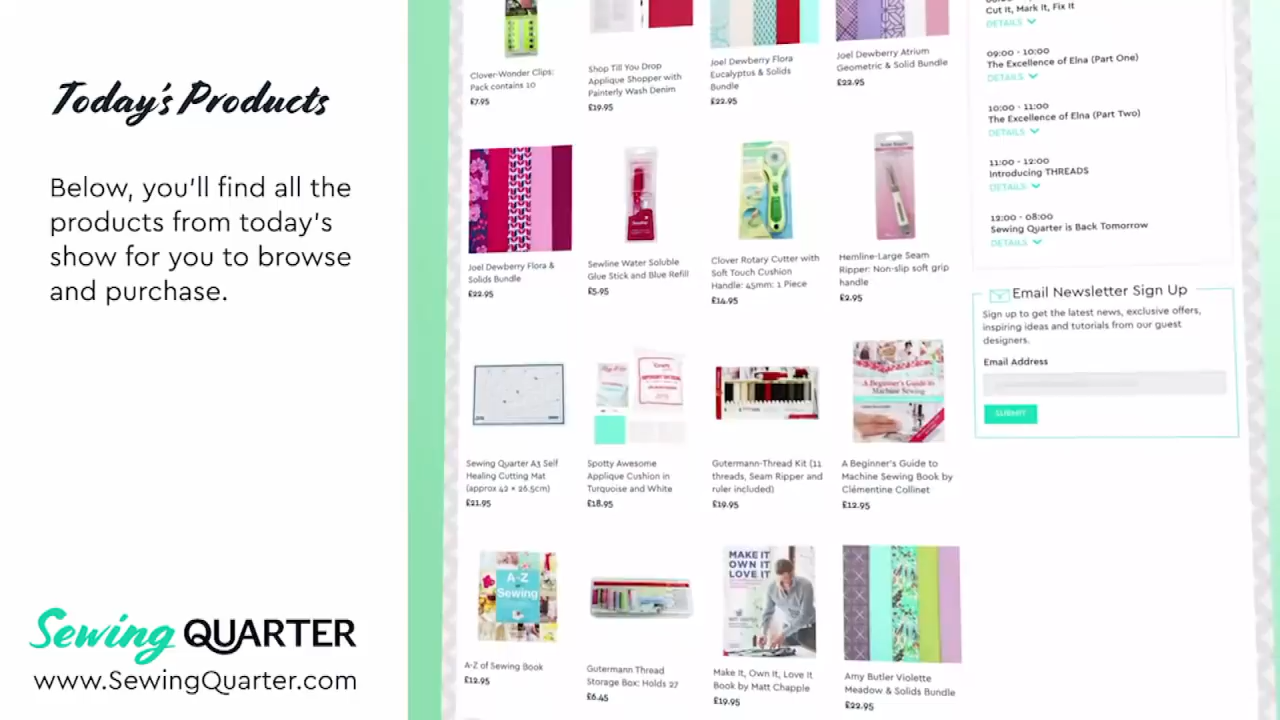 Today's Products
Below, you'll find all the
products from today's
show for you to browse
and purchase.
Sewing QUARTER
www.SewingQuarter.com
Clover-Wonder Clips:
Pack contains 10
£7.95
Shop Till You Drop
Applique Shopper with
Painterly Wash Denim
£19.95
Joel Dewberry Flora
Eucalyptus & Solids
Bundle
£22.95
Joel Dewberry Atrium
Geometric & Solid Bundle
£22.95
Joel Dewberry Flora &
Solids Bundle
£22.95
Sewline Water Soluble
Glue Stick and Blue Refill
£5.95
Clover Rotary Cutter with
Soft Touch Cushion
Handle: 45mm: 1 Piece
£14.95
Hemline-Large Seam
Ripper: Non-slip soft grip
handle
£2.95
Sewing Quarter A3 Self
Healing Cutting Mat
(approx 42 × 26.5cm)
£21.95
Spotty Awesome
Applique Cushion in
Turquoise and White
£18.95
Gutermann-Thread Kit (11
threads, Seam Ripper and
ruler included)
£19.95
A Beginner's Guide to
Machine Sewing
A Beginner's Guide to
Machine Sewing Book by
Clémentine Collinet
£12.95
A-Z
of
Sewing
A-Z of Sewing Book
£12.95
Gutermann Thread
Storage Box: Holds 27
£6.45
MAKE IT
OWN IT
LOVE IT
Make It, Own It, Love It
Book by Matt Chapple
£19.95
Amy Butler Violette
Meadow & Solids Bundle
£22.95
Cut It, Mark It, Fix It
DETAILS
09:00 - 10:00
The Excellence of Elna (Part One)
DETAILS
10:00 - 11:00
The Excellence of Elna (Part Two)
DETAILS
11:00 - 12:00
Introducing THREADS
DETAILS
12:00 - 08:00
Sewing Quarter is Back Tomorrow
DETAILS
Email Newsletter Sign Up
Sign up to get the latest news, exclusive offers,
inspiring ideas and tutorials from our guest
designers.
Email Address
SUBMIT